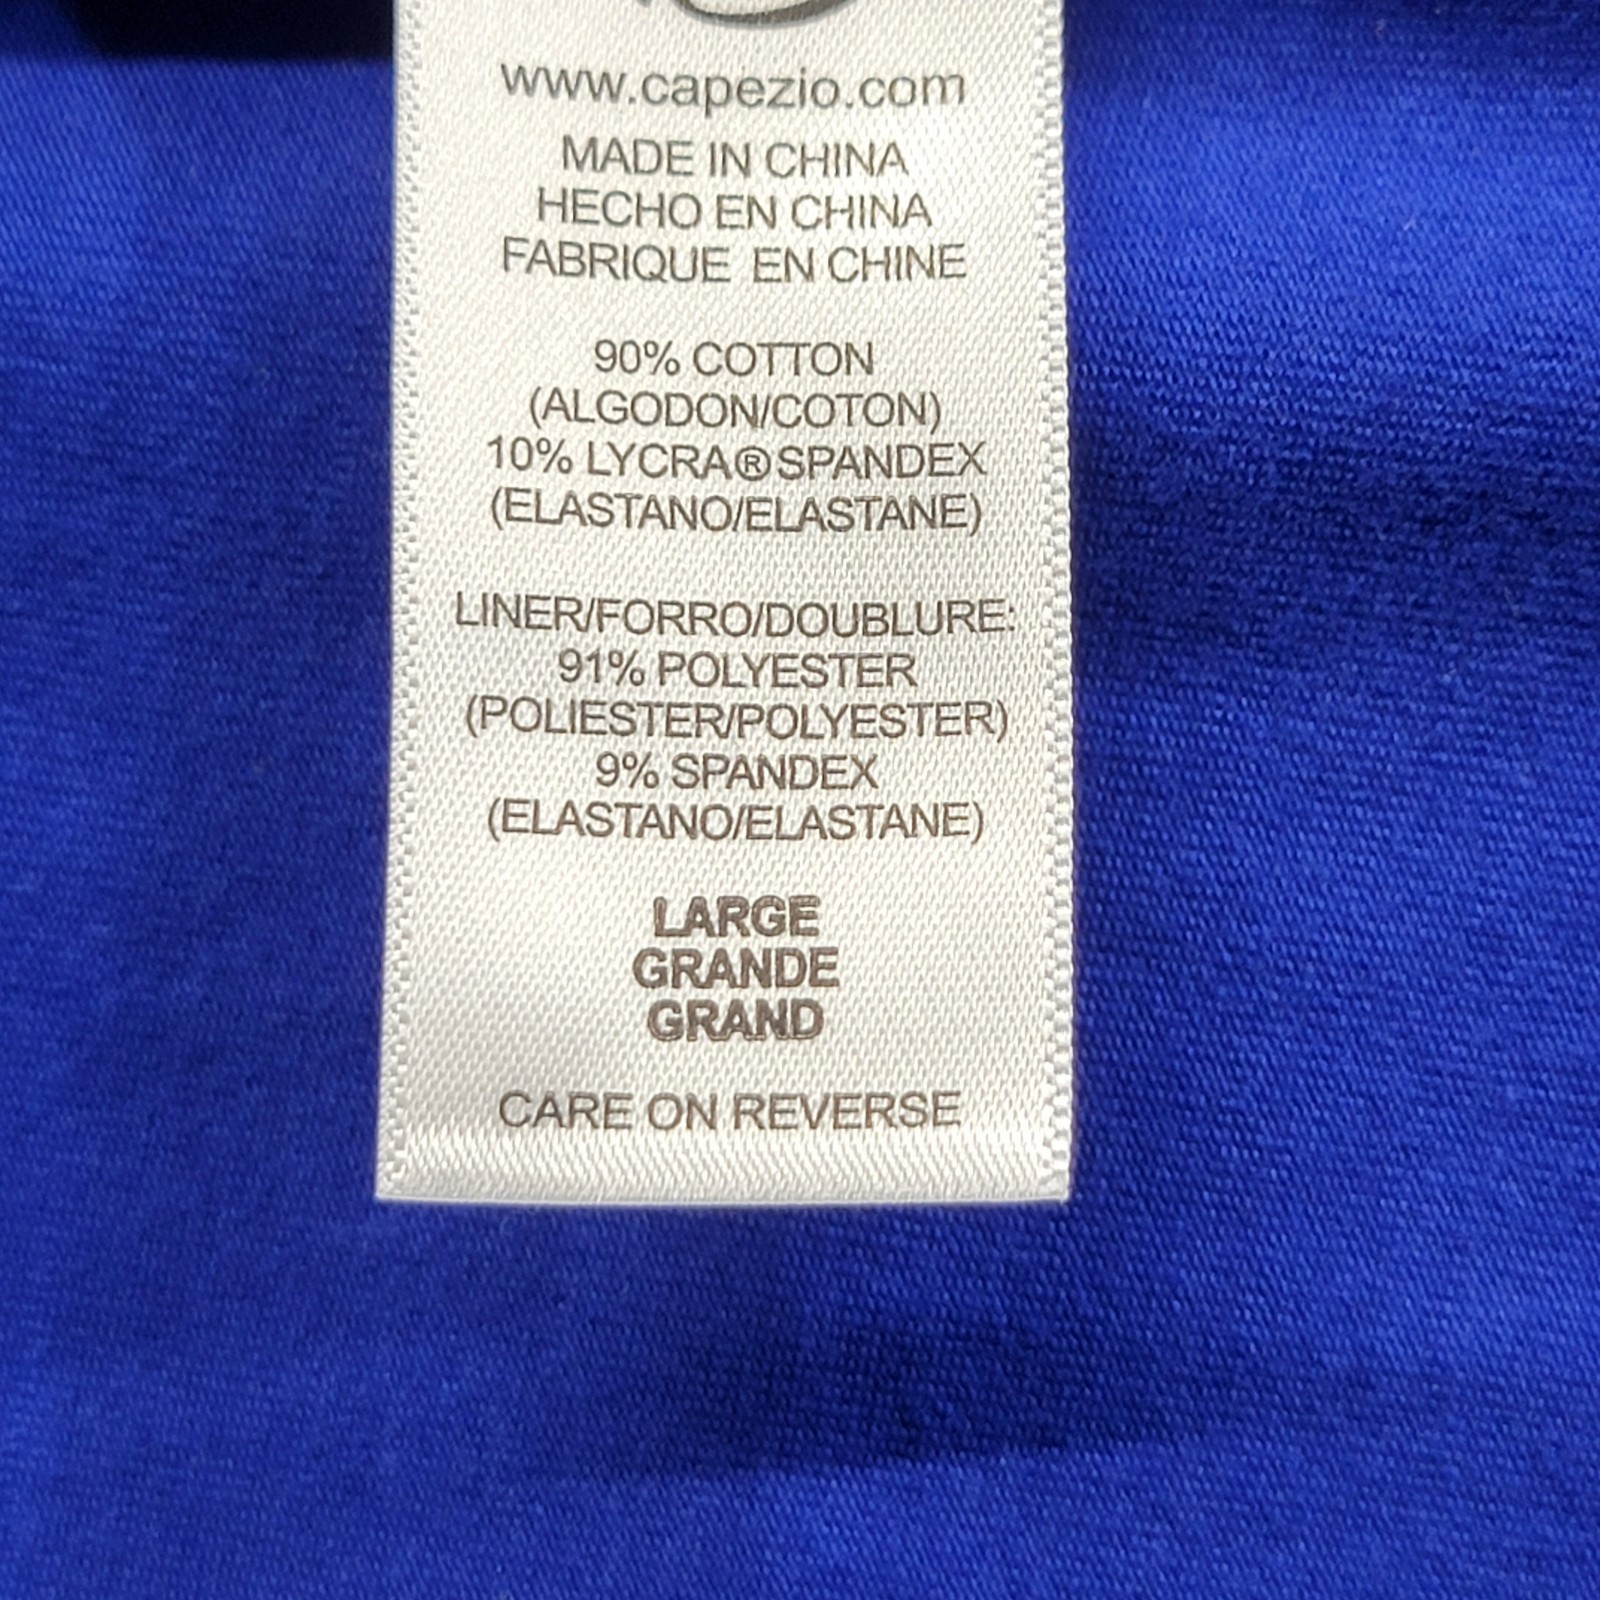 www.capezio.com
MADE IN CHINA
HECHO EN CHINA
FABRIQUE EN CHINE
90% COTTON
(ALGODON/COTON)
10% LYCRA®SPANDEX
(ELASTANO/ELASTANE)
LINER/FORRO/DOUBLURE:
91% POLYESTER
(POLIESTER/POLYESTER)
9% SPANDEX
(ELASTANO/ELASTANE)
LARGE
GRANDE
GRAND
CARE ON REVERSE